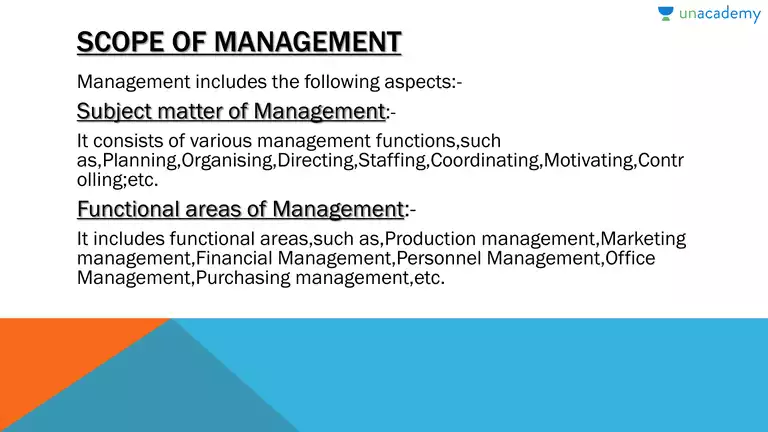 unacademy
SCOPE OF MANAGEMENT
Management includes the following aspects:-
Subject matter of Management:-
It consists of various management functions,such
as,Planning,Organising,Directing,Staffing,Coordinating,Motivating,Contr
olling;etc.
Functional areas of Management:-
It includes functional areas,such as,Production management,Marketing
management,Financial Management,Personnel Management,Office
Management,Purchasing management,etc.